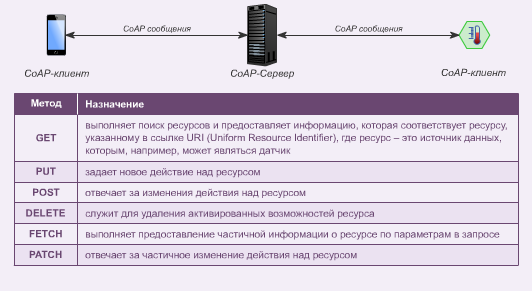 CoAP сообщения
CoAP сообщения
CoAP-клиент
CoAP-Сервер
CoAP-клиент
Метод Назначение
GET
выполняет поиск ресурсов и предоставляет информацию, которая соответствует ресурсу,
указанному в ссылке URI (Uniform Resource Identifier), где ресурс – это источник данных,
которым, например, может являться датчик
PUT задает новое действие над ресурсом
POST отвечает за изменения действия над ресурсом
DELETE служит для удаления активированных возможностей ресурса
FETCH выполняет предоставление частичной информации о ресурсе по параметрам в запросе
PATCH отвечает за частичное изменение действия над ресурсом